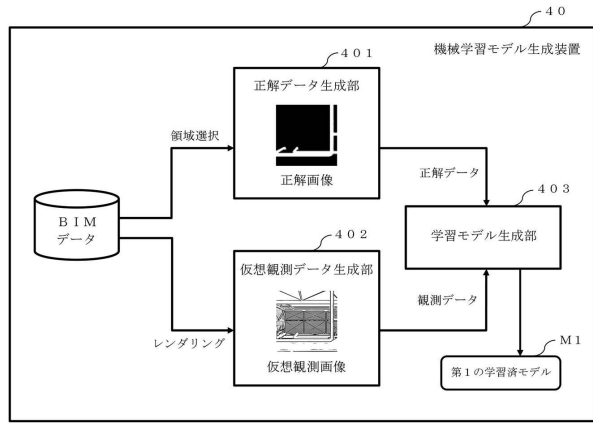 ４０
機械学習モデル生成装置
４０１
正解データ生成部
正解画像
領域選択
正解データ
４０３
学習モデル生成部
ＢＩＭ
データ
４０２
仮想観測データ生成部
仮想観測画像
レンダリング
観測データ
Ｍ１
第１の学習済モデル